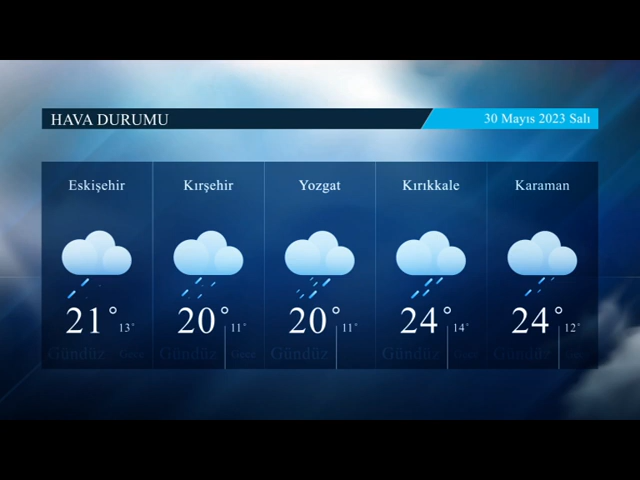 HAVA DURUMU
30 Mayıs 2023 Salı
Eskişehir
Kırşehir
Yozgat
Kırıkkale
Karaman
21° 13°
20° 11°
20° 11°
24° 14°
24° 12°
Gündüz Gece
Gündüz Gece
Gündüz
Gündüz Gece
Gündüz Gece